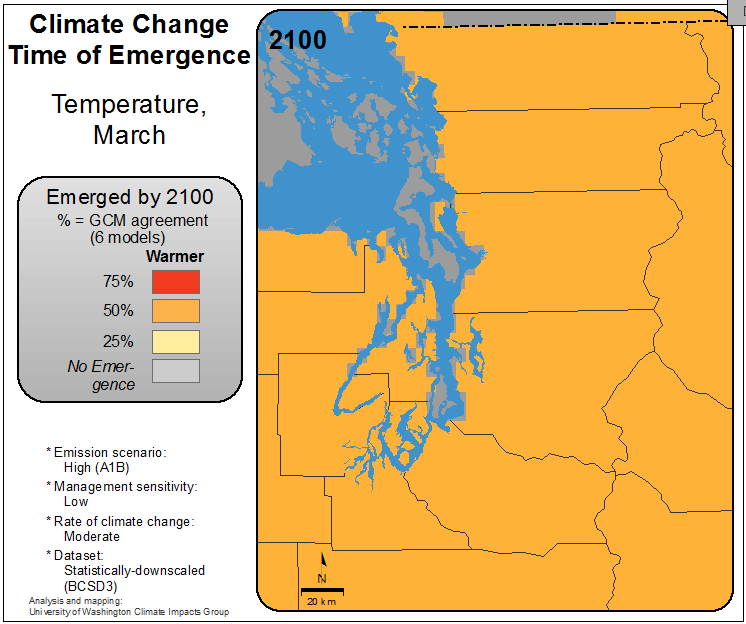 Climate Change
Time of Emergence
Temperature,
March
Emerged by 2100
% = GCM agreement
(6 models)
Warmer
75%
50%
25%
No Emer-
gence
* Emission scenario:
High (A1B)
* Management sensitivity:
Low
* Rate of climate change:
Moderate
* Dataset:
Statistically-downscaled
(BCSD3)
Analysis and mapping:
University of Washington Climate Impacts Group
2100
N
20 km